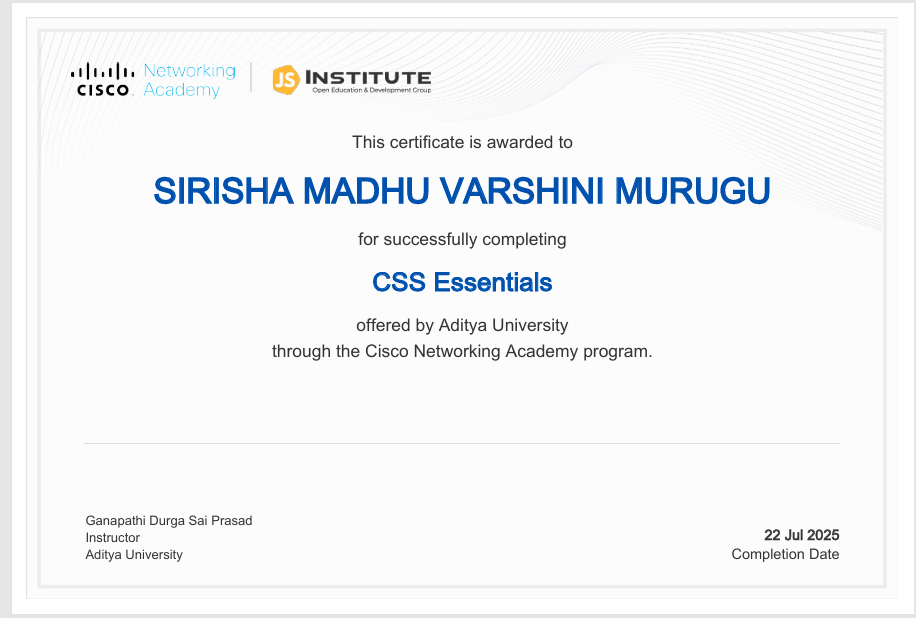 CISCO
Networking
Academy
JS INSTITUTE
Open Education & Development Group
This certificate is awarded to
SIRISHA MADHU VARSHINI MURUGU
for successfully completing
CSS Essentials
offered by Aditya University
through the Cisco Networking Academy program.
Ganapathi Durga Sai Prasad
Instructor
Aditya University
22 Jul 2025
Completion Date